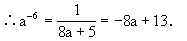 ∴ a⁻⁶ = 1/(8a + 5) = −8a + 13.